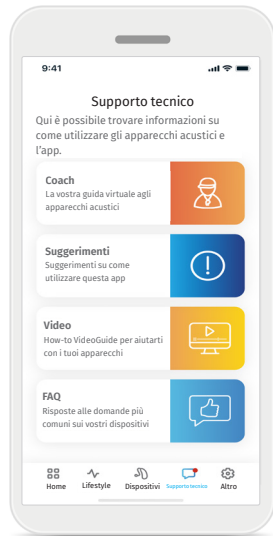 9:41
Supporto tecnico
Qui è possibile trovare informazioni su
come utilizzare gli apparecchi acustici e
l'app.
Coach
La vostra guida virtuale agli
apparecchi acustici
Suggerimenti
Suggerimenti su come
utilizzare questa app
Video
How-to VideoGuide per aiutarti
con i tuoi apparecchi
FAQ
Risposte alle domande più
comuni sui vostri dispositivi
Home Lifestyle Dispositivi Supporto tecnico Altro